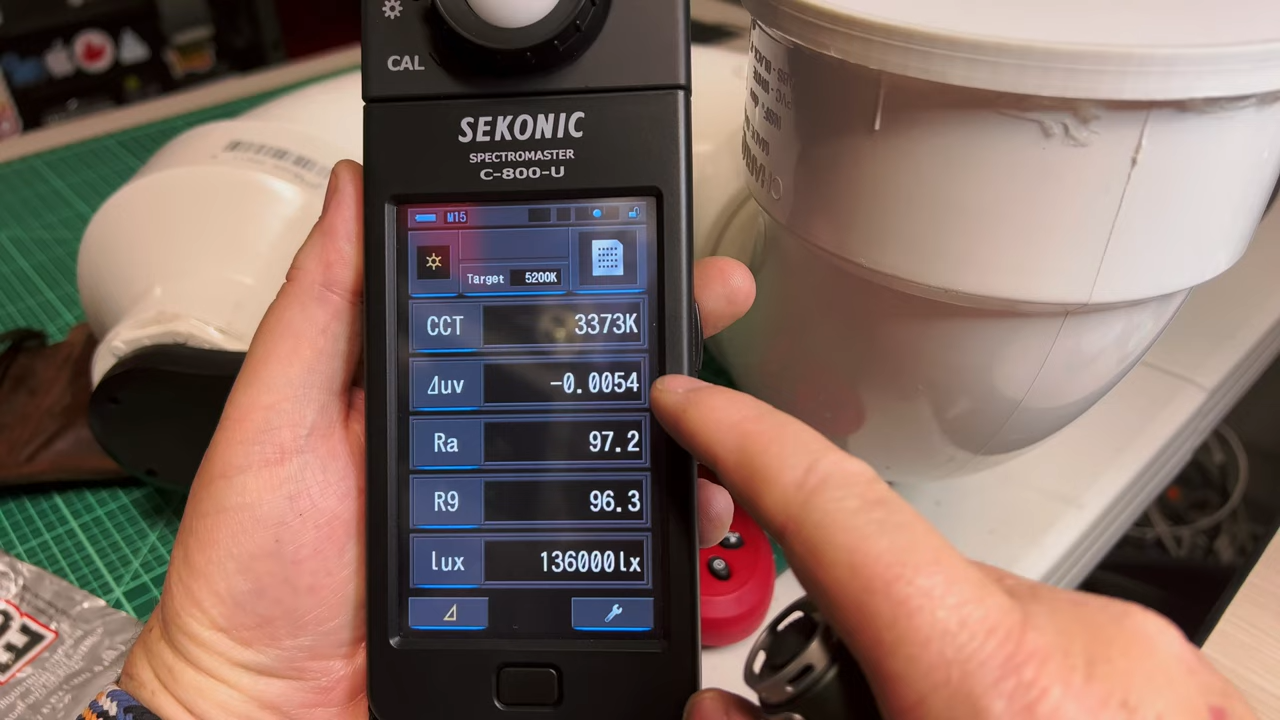 CAL
SEKONIC
SPECTROMASTER
C-800-U
M15
Target 5200K
CCT 3373K
Δuv -0.0054
Ra 97.2
R9 96.3
lux 136000lx